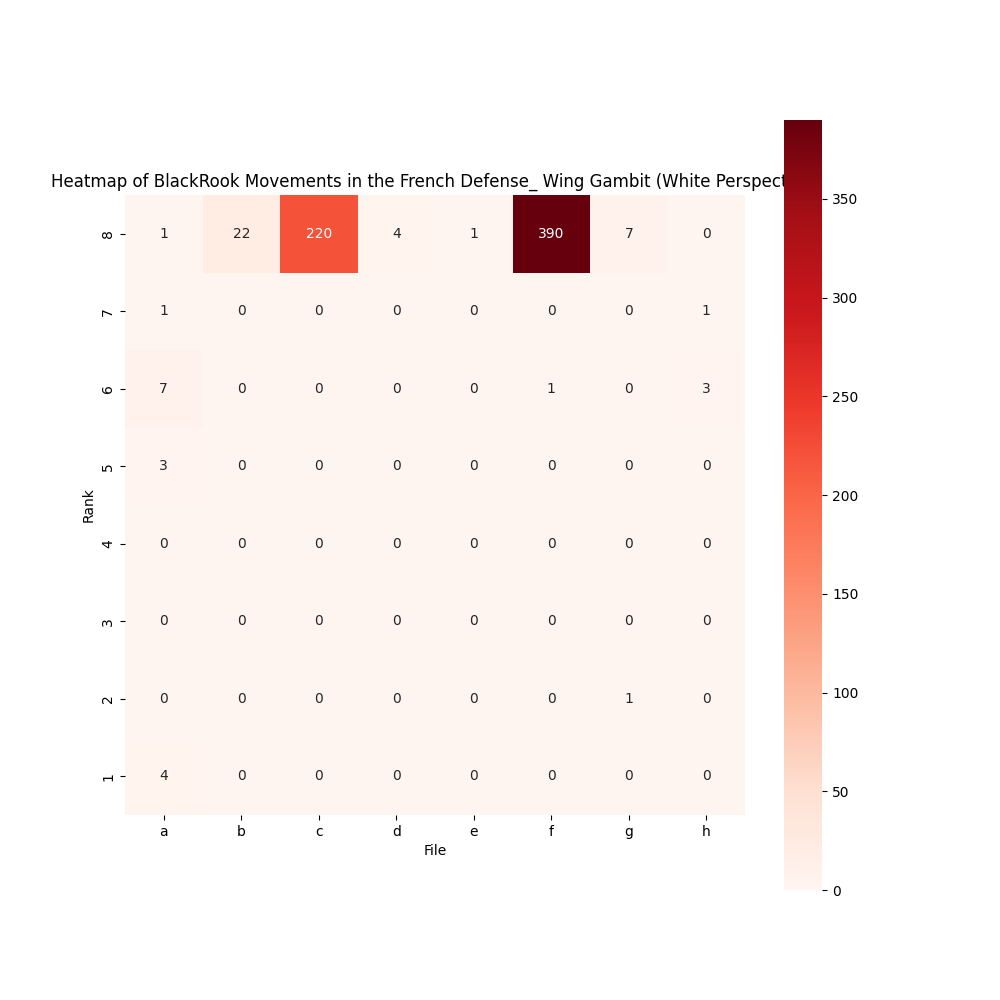 Heatmap of BlackRook Movements in the French Defense_ Wing Gambit (White Perspect
8 1 22 220 4 1 390 7 0
7 1 0 0 0 0 0 0 1
6 7 0 0 0 0 1 0 3
5 3 0 0 0 0 0 0 0
4 0 0 0 0 0 0 0 0
3 0 0 0 0 0 0 0 0
2 0 0 0 0 0 0 1 0
1 4 0 0 0 0 0 0 0
a b c d e f g h
File
Rank
350
300
250
200
150
100
50
0